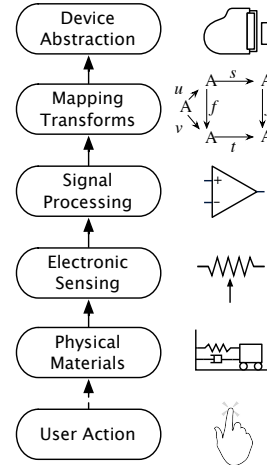 Device
Abstraction
Mapping
Transforms
u
A
v
A
s
A
f
A
t
A
Signal
Processing
+
−
Electronic
Sensing
Physical
Materials
User Action